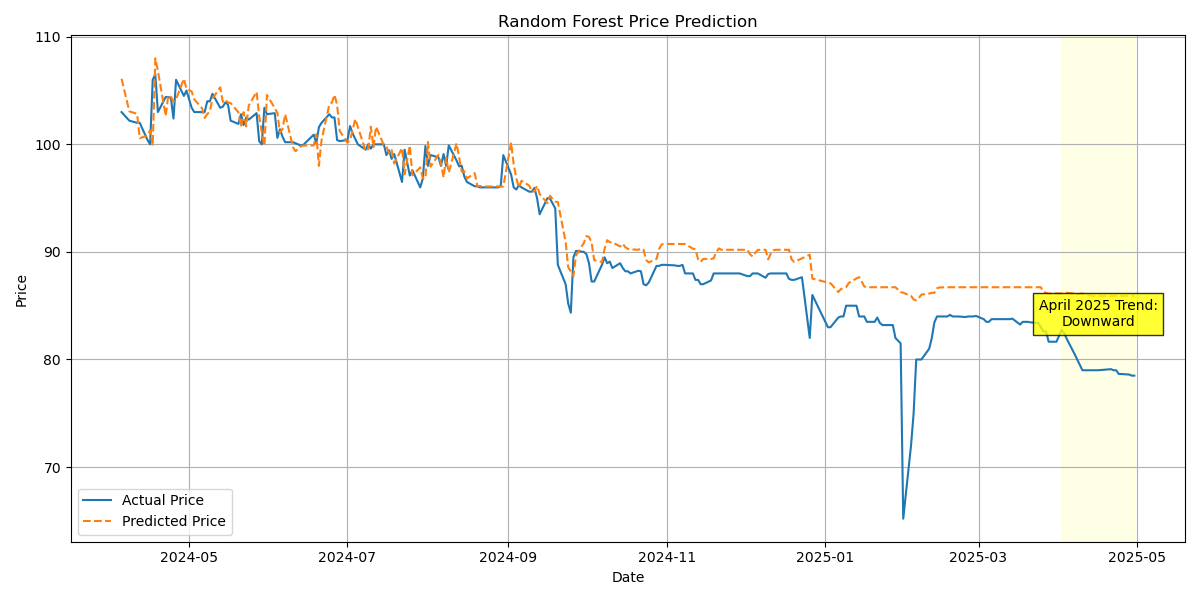 Random Forest Price Prediction
110
100
90
80
70
Price
April 2025 Trend:
Downward
Actual Price
Predicted Price
2024-05
2024-07
2024-09
2024-11
2025-01
2025-03
2025-05
Date